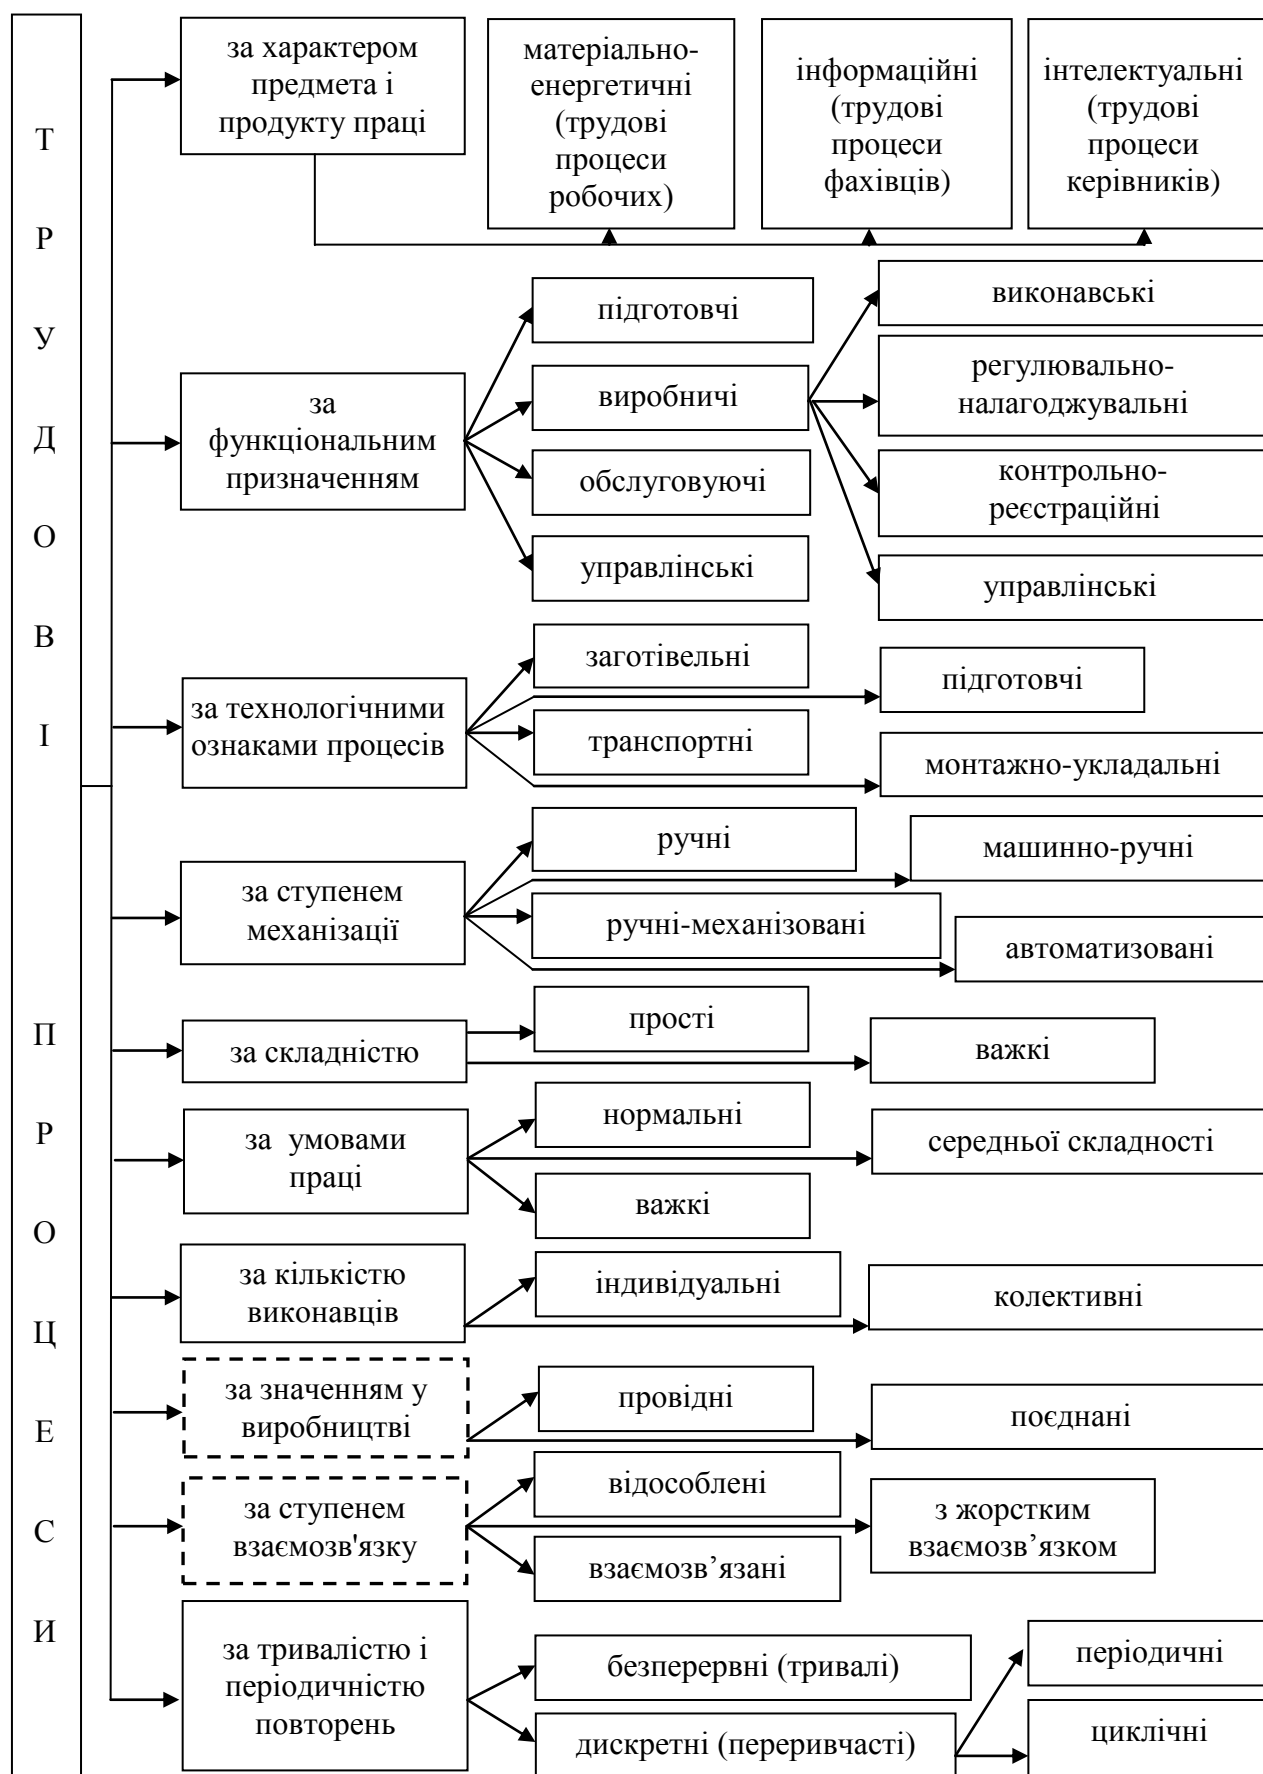 ТРУДОВІ ПРОЦЕСИ
за характером
предмета і
продукту праці
матеріально-
енергетичні
(трудові
процеси
робочих)
інформаційні
(трудові
процеси
фахівців)
інтелектуальні
(трудові
процеси
керівників)
за
функціональним
призначенням
підготовчі
виробничі
обслуговуючі
управлінські
виконавські
регулювально-
налагоджувальні
контрольно-
реєстраційні
управлінські
за технологічними
ознаками процесів
заготівельні
підготовчі
транспортні
монтажно-укладальні
за ступенем
механізації
ручні
машинно-ручні
ручні-механізовані
автоматизовані
за складністю
прості
важкі
за умовами
праці
нормальні
середньої складності
важкі
за кількістю
виконавців
індивідуальні
колективні
за значенням у
виробництві
провідні
поєднані
за ступенем
взаємозв'язку
відособлені
з жорстким
взаємозв’язком
взаємозв’язані
за тривалістю і
періодичністю
повторень
безперервні (тривалі)
дискретні (переривчасті)
періодичні
циклічні